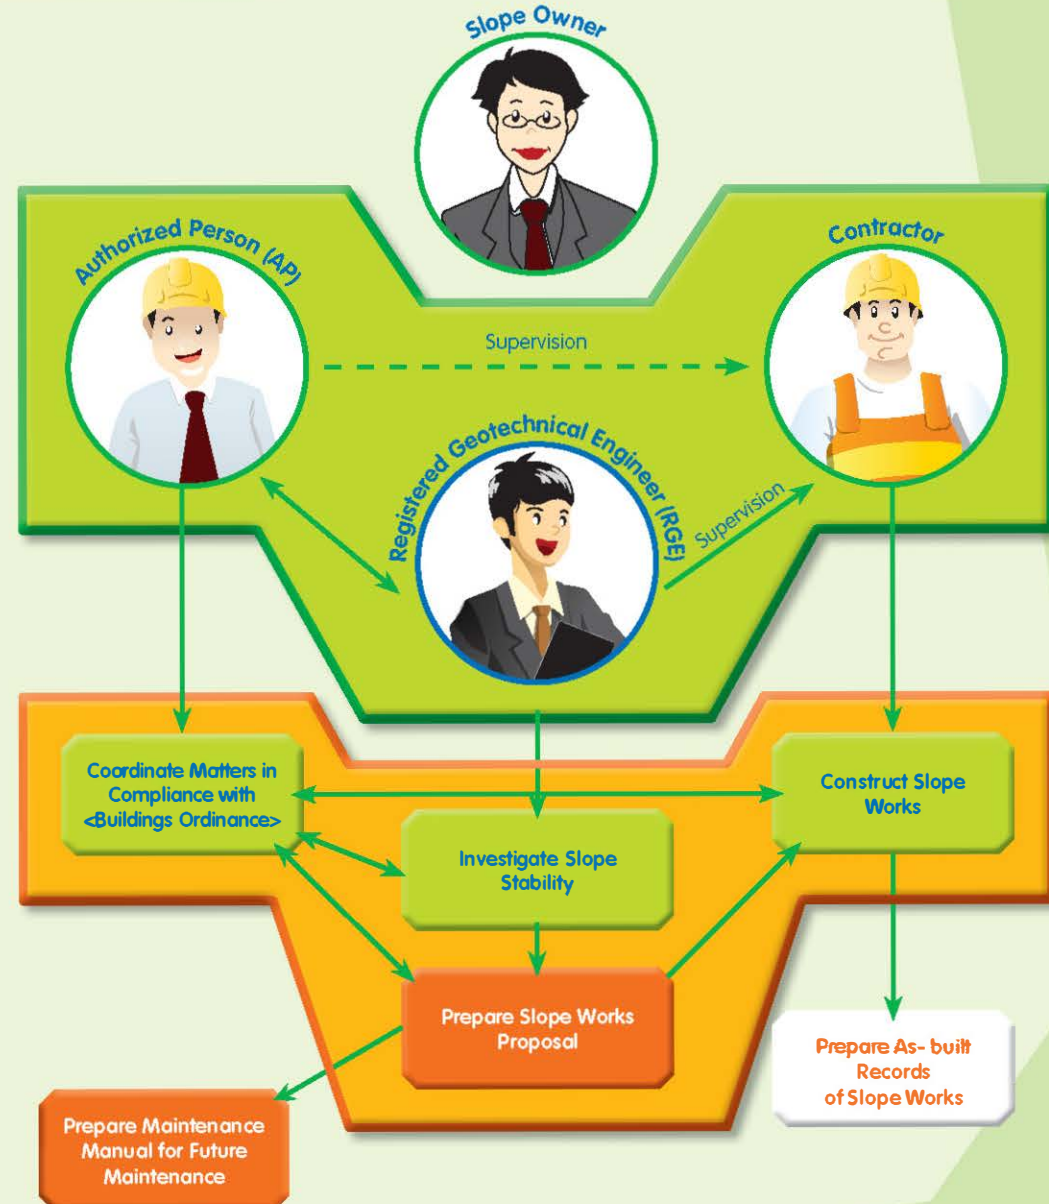 Slope Owner
Authorized Person (AP)
Contractor
Supervision
Registered Geotechnical Engineer (RGE)
Supervision
Coordinate Matters in
Compliance with
<Buildings Ordinance>
Construct Slope
Works
Investigate Slope
Stability
Prepare Slope Works
Proposal
Prepare As- built
Records
of Slope Works
Prepare Maintenance
Manual for Future
Maintenance